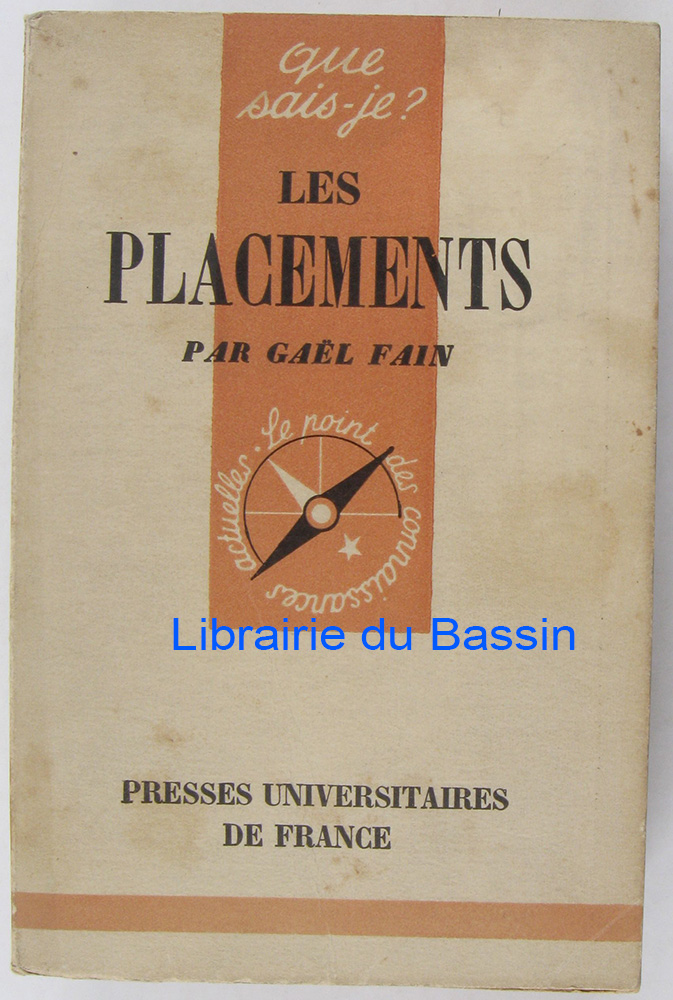 que
sais-je?
LES
PLACEMENTS
PAR GAËL FAIN
Le point des connaissances actuelles.
Librairie du Bassin
PRESSES UNIVERSITAIRES
DE FRANCE